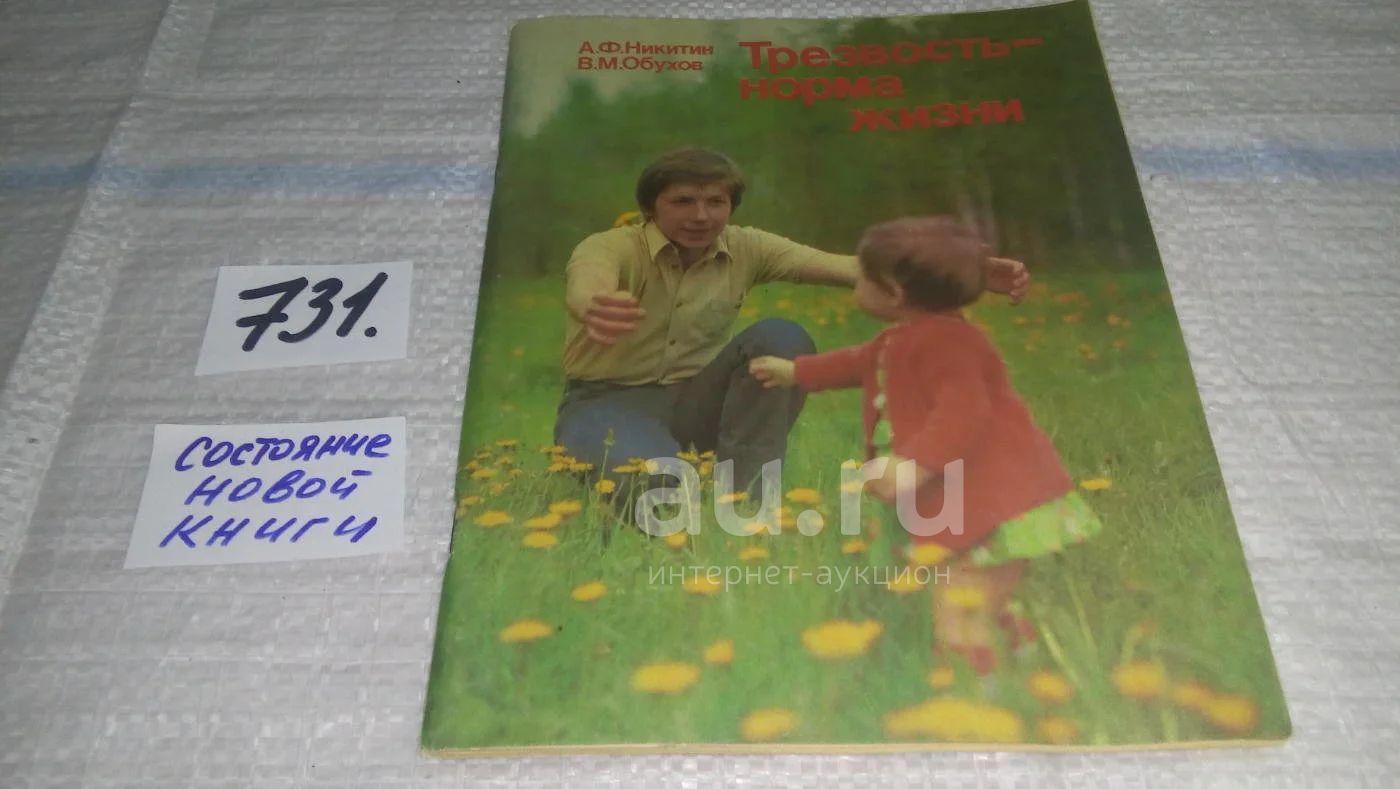 А.Ф.Никитин
В.М.Обухов
Трезвость—
норма
жизни
731.
состояние
новой
книги
au.ru
интернет-аукцион